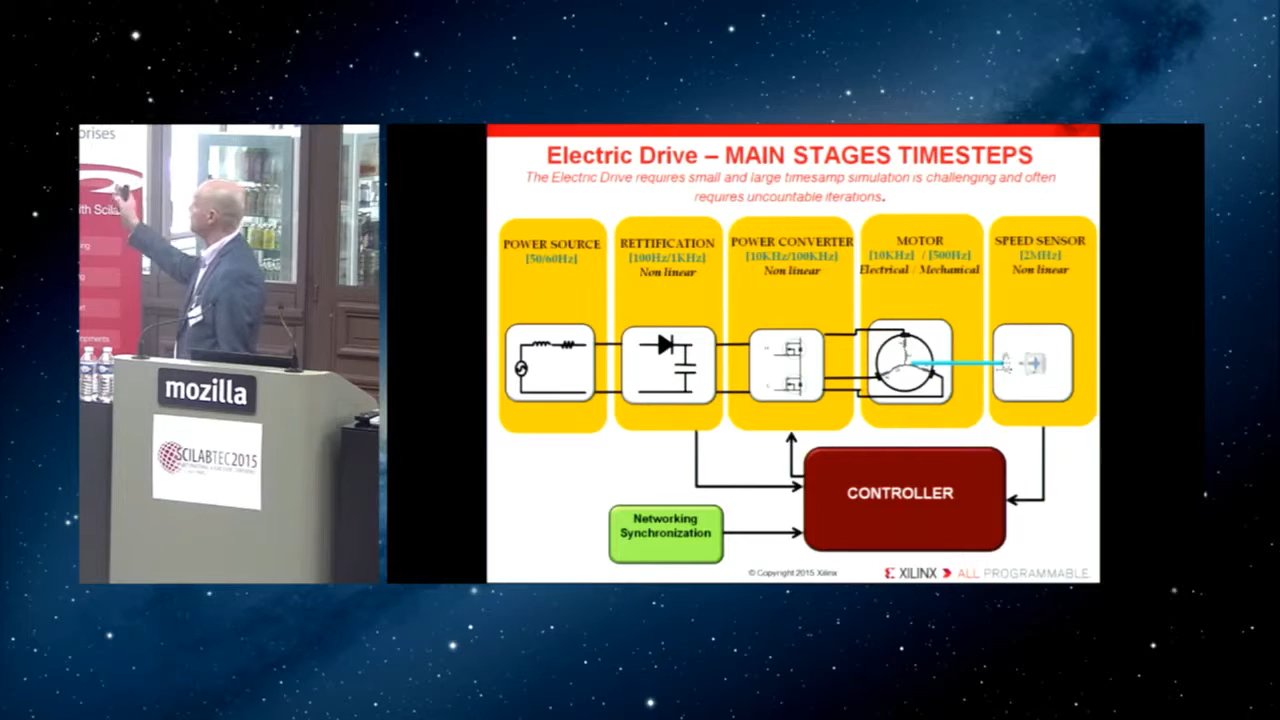 prises
ith Scila
ng
opments
mozilla
SCILABTEC2015
Electric Drive – MAIN STAGES TIMESTEPS
The Electric Drive requires small and large timesamp simulation is challenging and often
requires uncountable iterations.
POWER SOURCE
[50/60Hz]
RETTIFICATION
[100Hz/1KHz]
Non linear
POWER CONVERTER
[10KHz/100KHz]
Non linear
MOTOR
[10KHz] / [500Hz]
Electrical / Mechanical
SPEED SENSOR
[2MHz]
Non linear
CONTROLLER
Networking
Synchronization
© Copyright 2015 Xilinx
XILINX ALL PROGRAMMABLE